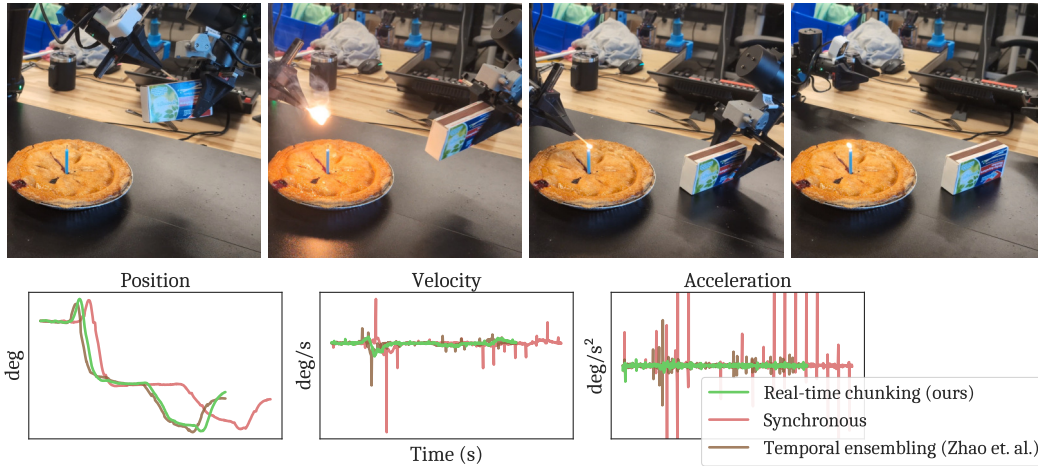 Position
Velocity
Acceleration
deg
deg/s
deg/s²
Time (s)
Real-time chunking (ours)
Synchronous
Temporal ensembling (Zhao et. al.)